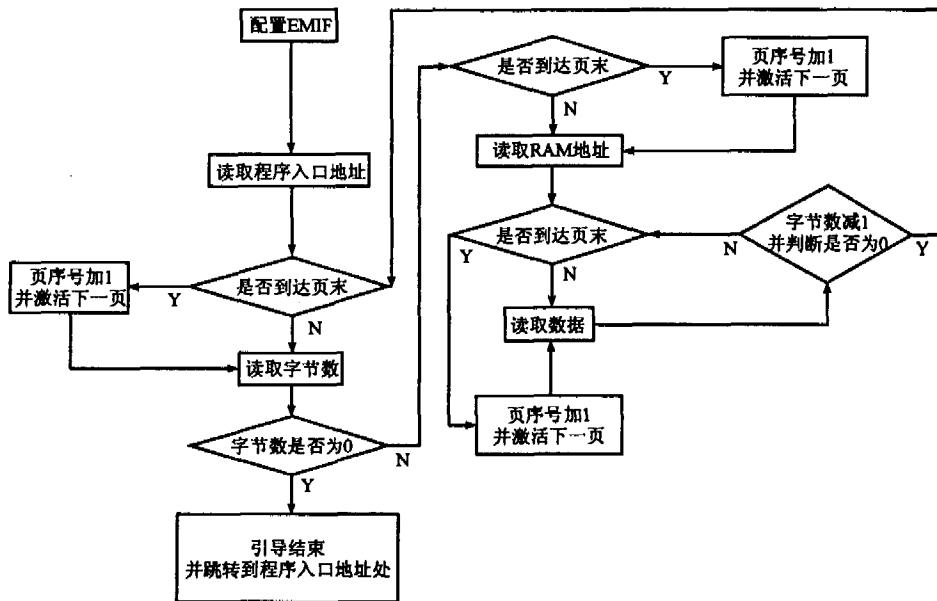 配置EMIF
读取程序入口地址
是否到达页末
Y
N
页序号加1
并激活下一页
读取字节数
字节数是否为0
N
Y
引导结束
并跳转到程序入口地址处
是否到达页末
Y
N
页序号加1
并激活下一页
读取RAM地址
是否到达页末
Y
N
字节数减1
并判断是否为0
N
Y
读取数据
页序号加1
并激活下一页